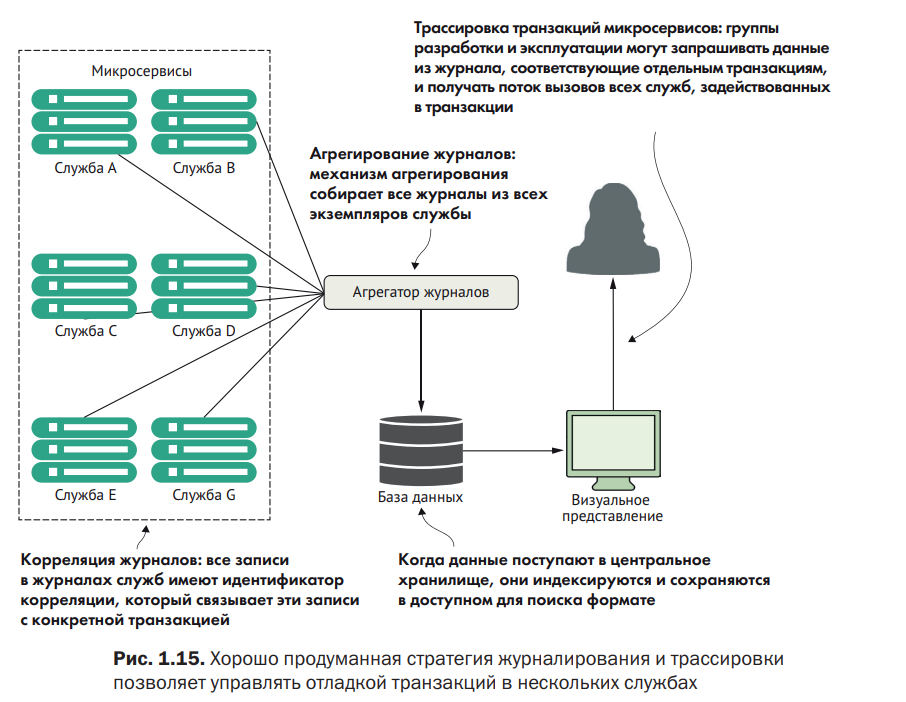 Трассировка транзакций микросервисов: группы
разработки и эксплуатации могут запрашивать данные
из журнала, соответствующие отдельным транзакциям,
и получать поток вызовов всех служб, задействованных
в транзакции
Микросервисы
Служба A
Служба B
Агрегирование журналов:
механизм агрегирования
собирает все журналы из всех
экземпляров службы
Агрегатор журналов
Служба C
Служба D
Служба E
Служба G
База данных
Визуальное
представление
Корреляция журналов: все записи
в журналах служб имеют идентификатор
корреляции, который связывает эти записи
с конкретной транзакцией
Когда данные поступают в центральное
хранилище, они индексируются и сохраняются
в доступном для поиска формате
Рис. 1.15. Хорошо продуманная стратегия журналирования и трассировки
позволяет управлять отладкой транзакций в нескольких службах